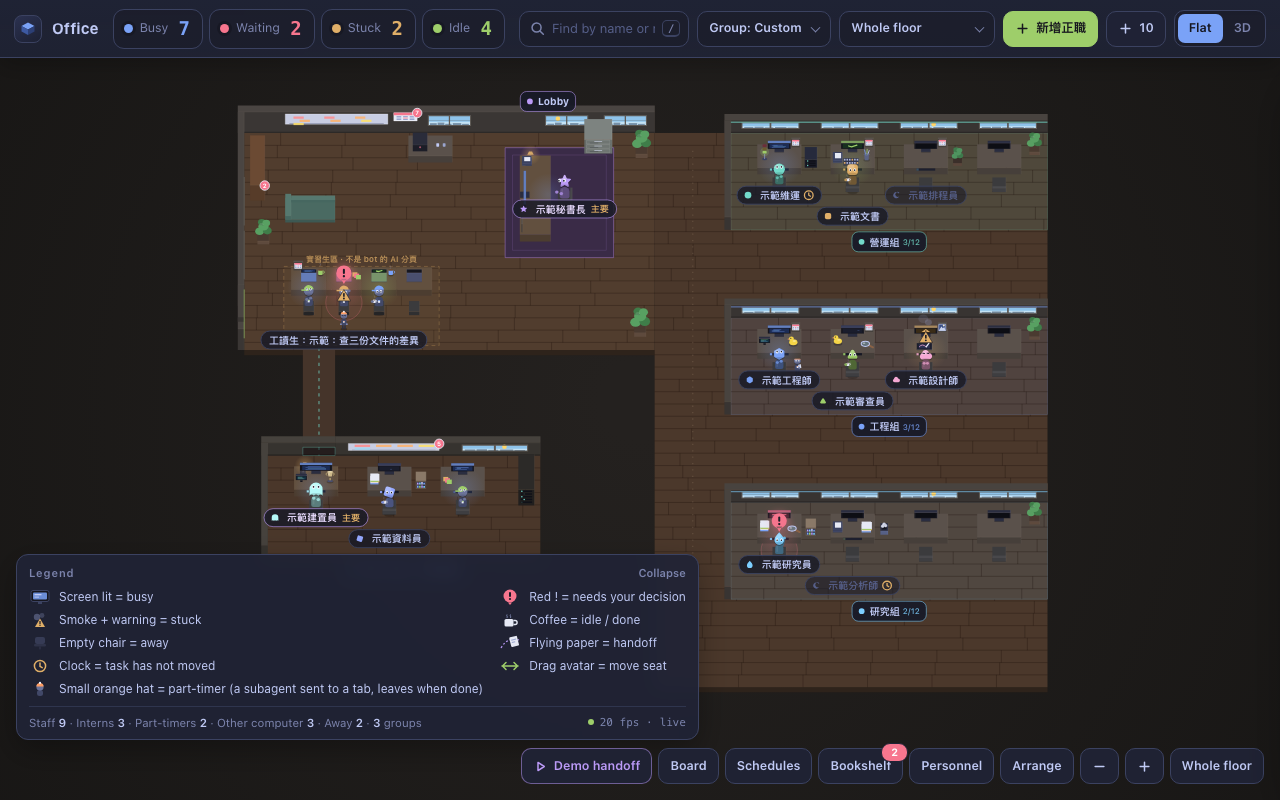 Office
Busy 7
Waiting 2
Stuck 2
Idle 4
Find by name or r /
Group: Custom
Whole floor
+ 新增正職
+ 10
Flat
3D
Lobby
7
2
示範秘書長 主要
實習生區・不是 bot 的 AI 分頁
工讀生：示範：查三份文件的差異
示範維運
示範排程員
示範文書
營運組 3/12
示範工程師
示範設計師
示範審查員
工程組 3/12
5
示範建置員 主要
示範資料員
示範研究員
示範分析師
研究組 2/12
Legend
Collapse
Screen lit = busy
Red ! = needs your decision
Smoke + warning = stuck
Coffee = idle / done
Empty chair = away
Flying paper = handoff
Clock = task has not moved
Drag avatar = move seat
Small orange hat = part-timer (a subagent sent to a tab, leaves when done)
Staff 9 · Interns 3 · Part-timers 2 · Other computer 3 · Away 2 · 3 groups
20 fps · live
Demo handoff
Board
Schedules
Bookshelf
2
Personnel
Arrange
−
+
Whole floor